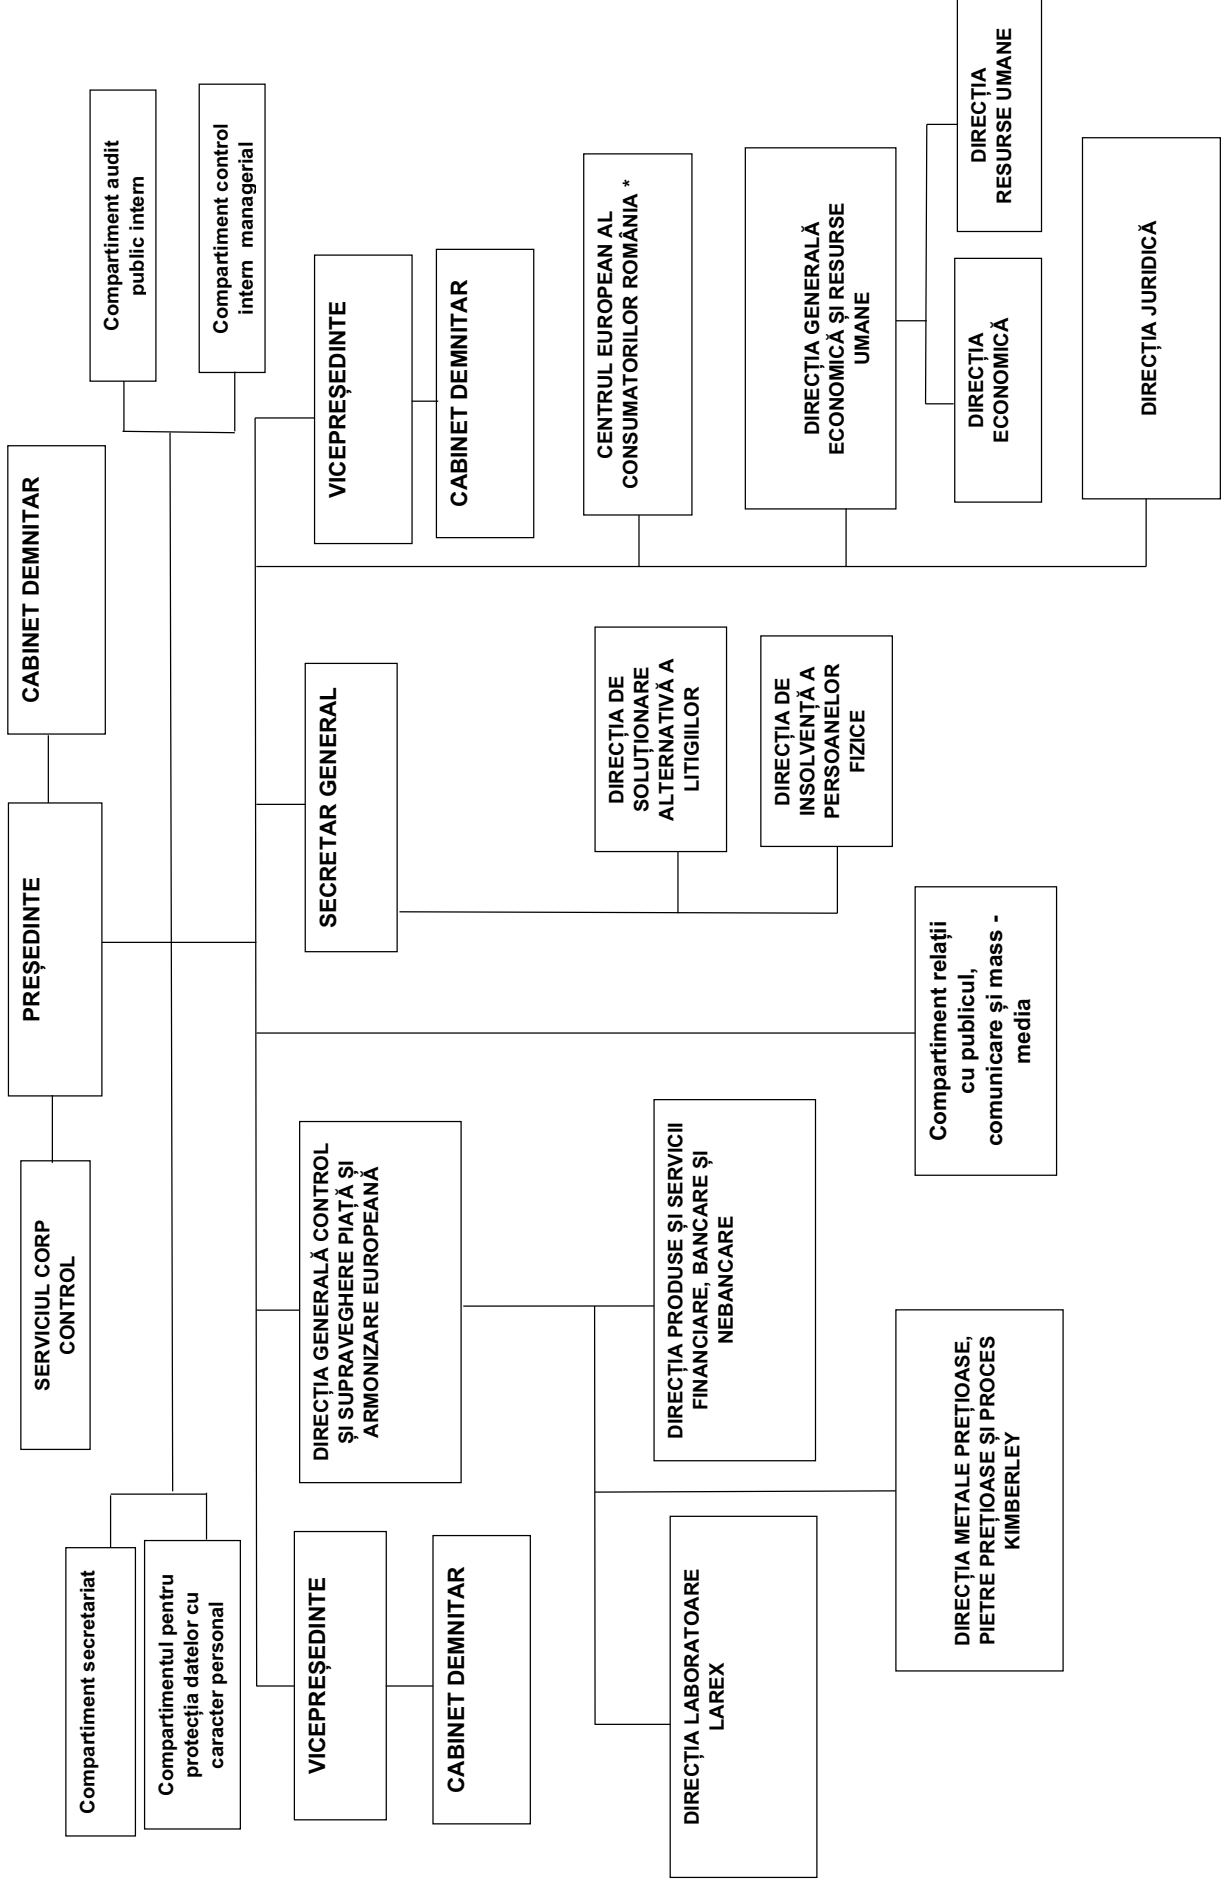 CABINET DEMNITAR
PREȘEDINTE
SERVICIUL CORP
CONTROL
Compartiment secretariat
Compartimentul pentru
protecția datelor cu
caracter personal
Compartiment audit
public intern
Compartiment control
intern managerial
VICEPREȘEDINTE
CABINET DEMNITAR
DIRECȚIA GENERALĂ CONTROL
ȘI SUPRAVEGHERE PIAȚĂ ȘI
ARMONIZARE EUROPEANĂ
SECRETAR GENERAL
VICEPREȘEDINTE
CABINET DEMNITAR
DIRECȚIA LABORATOARE
LAREX
DIRECȚIA PRODUSE ȘI SERVICII
FINANCIARE, BANCARE ȘI
NEBANCARE
DIRECȚIA METALE PREȚIOASE,
PIETRE PREȚIOASE ȘI PROCES
KIMBERLEY
Compartiment relații
cu publicul,
comunicare și mass -
media
DIRECȚIA DE
SOLUȚIONARE
ALTERNATIVĂ A
LITIGIILOR
DIRECȚIA DE
INSOLVENȚĂ A
PERSOANELOR
FIZICE
CENTRUL EUROPEAN AL
CONSUMATORILOR ROMÂNIA *
DIRECȚIA GENERALĂ
ECONOMICĂ ȘI RESURSE
UMANE
DIRECȚIA
ECONOMICĂ
DIRECȚIA
RESURSE UMANE
DIRECȚIA JURIDICĂ